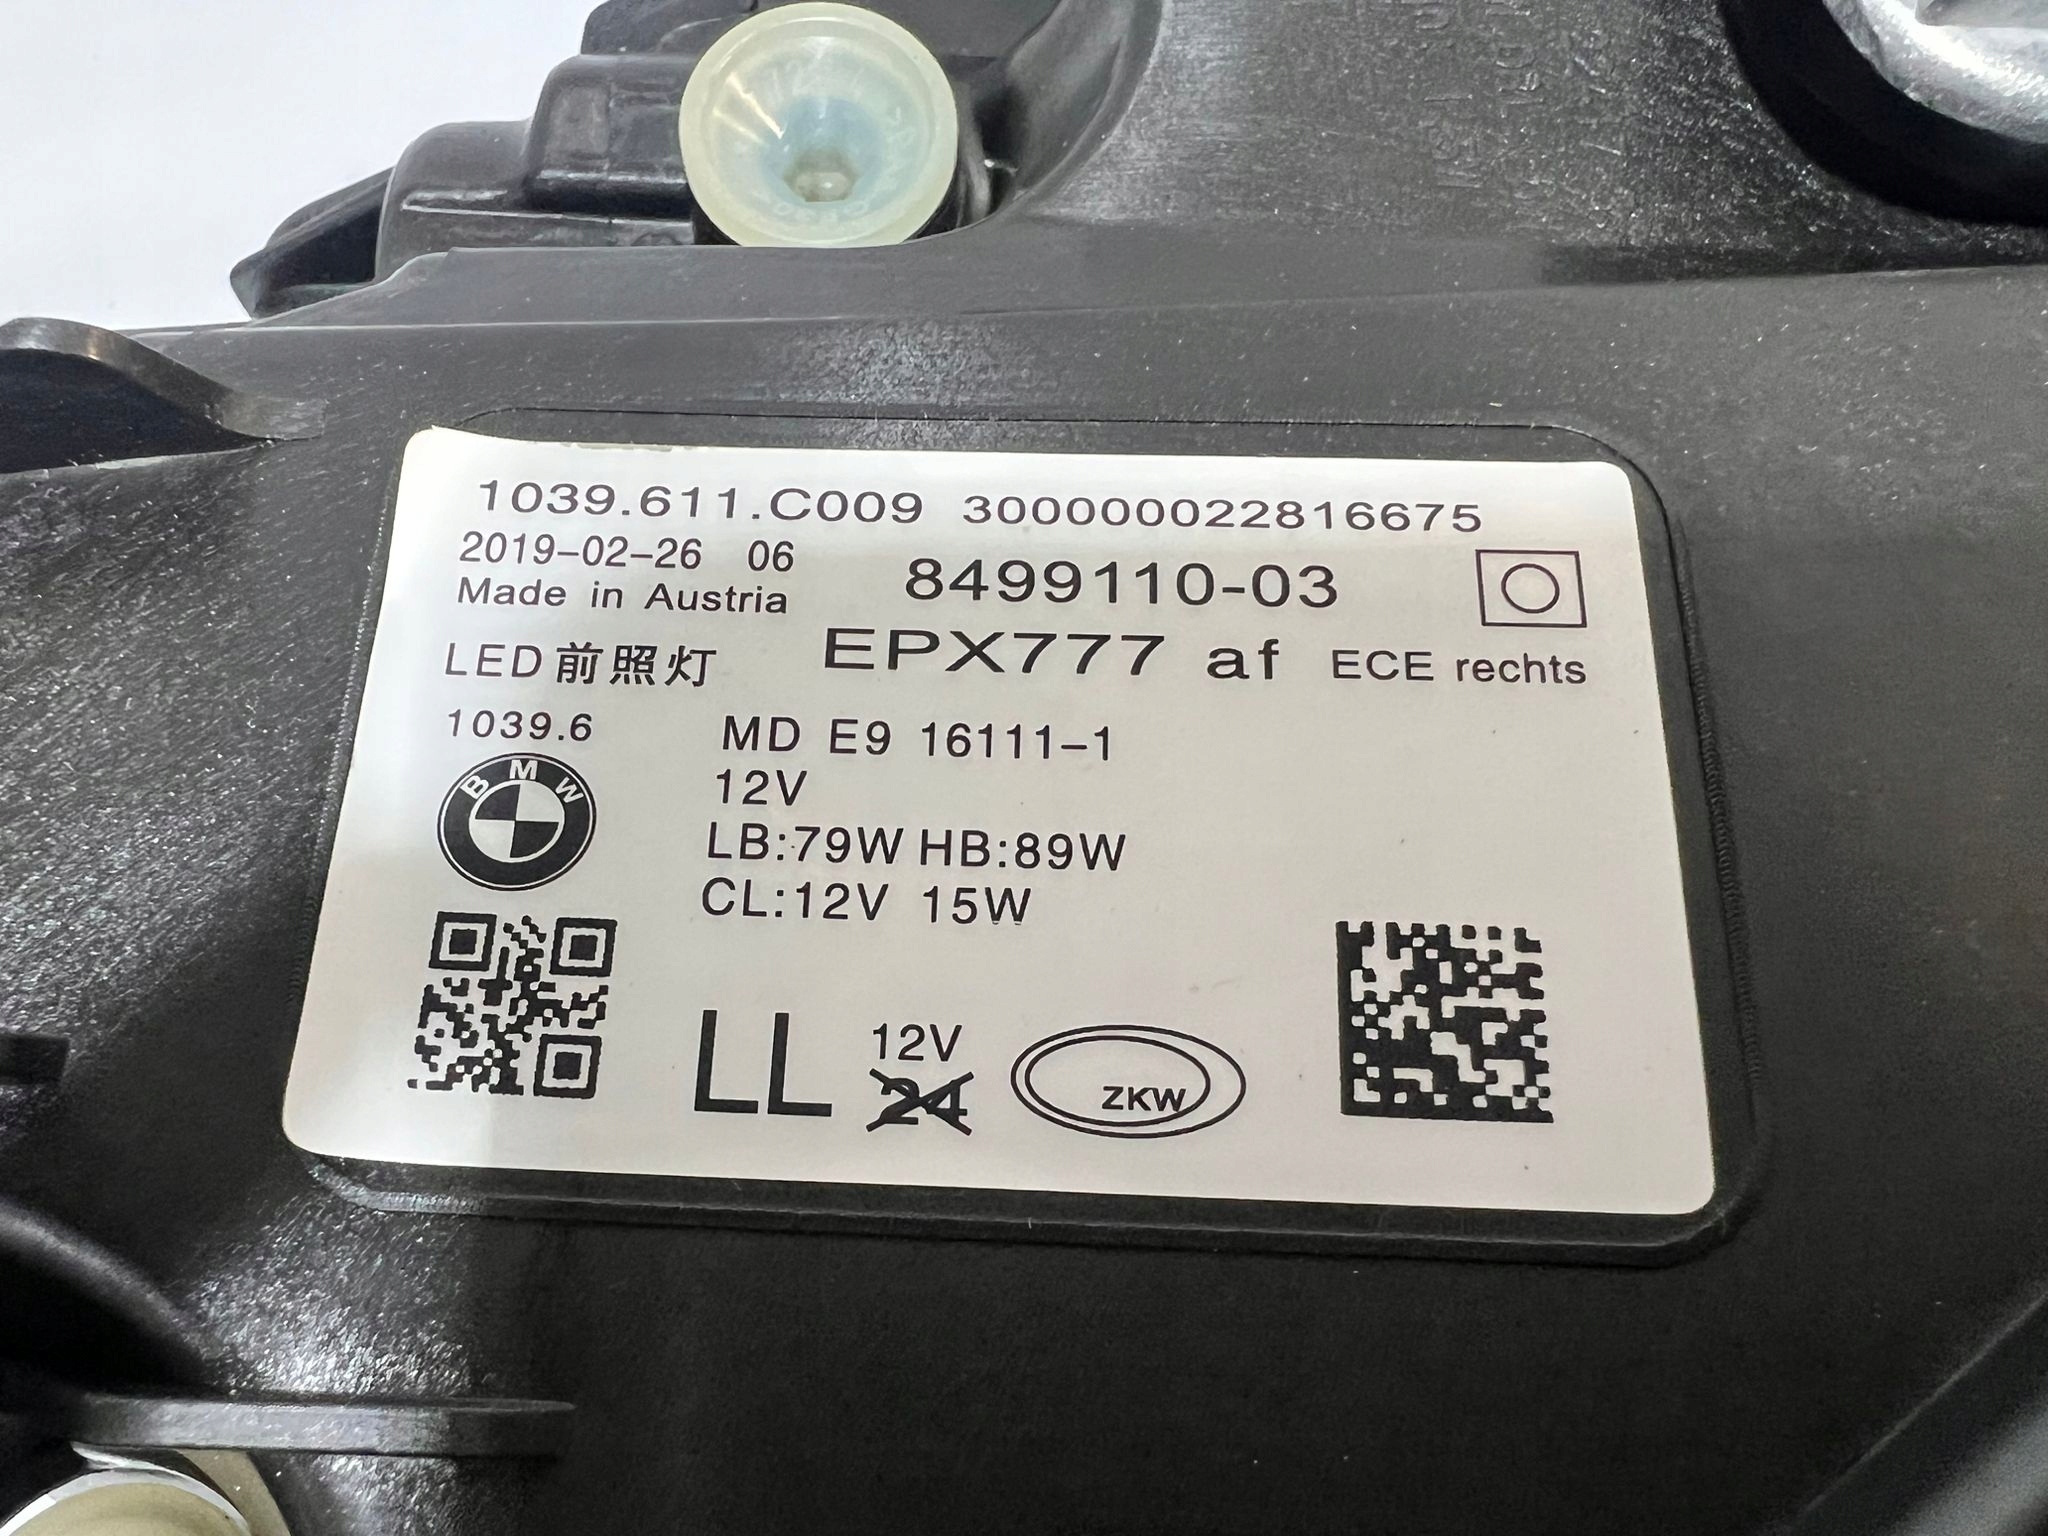 1039.611.C009 300000022816675
2019-02-26 06
8499110-03
Made in Austria
LED前照灯
EPX777 af ECE rechts
1039.6
MD E9 16111-1
BMW
12V
LB:79W HB:89W
CL:12V 15W
LL
12V
24
ZKW